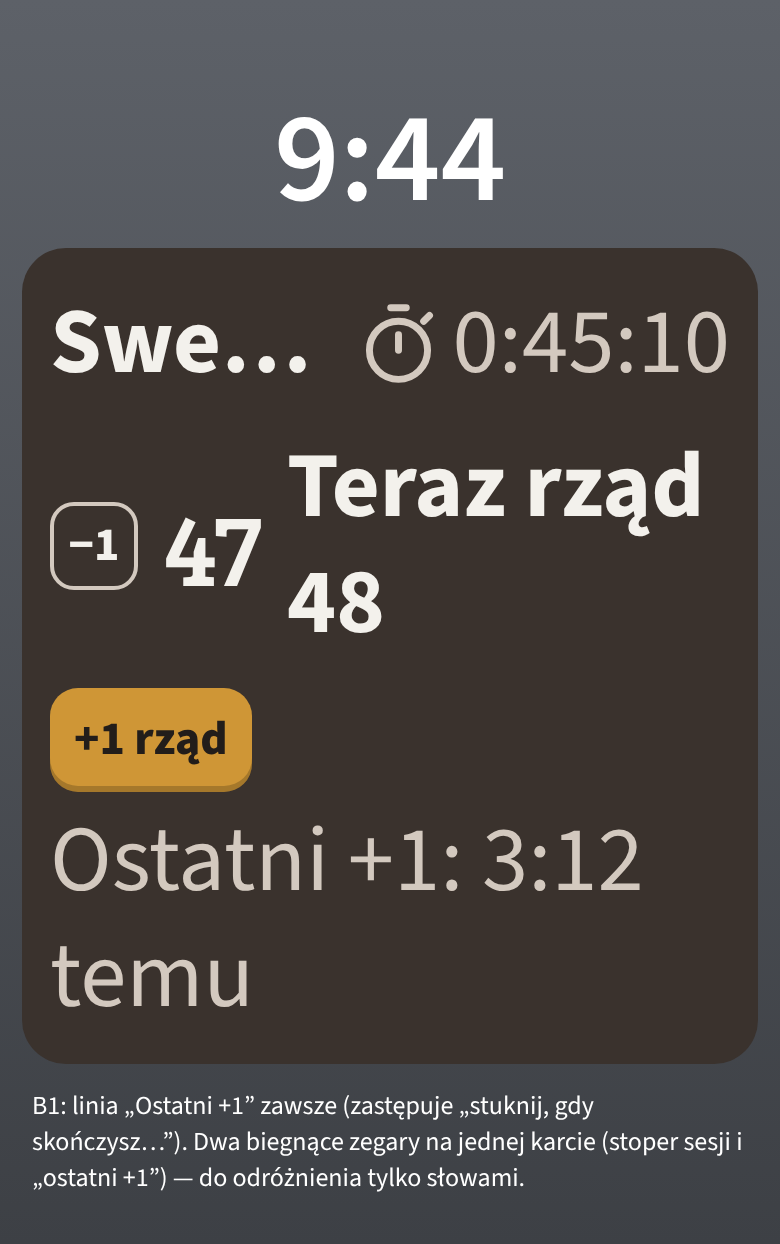 9:44
Swe… 0:45:10
−1 47 Teraz rząd
48
+1 rząd
Ostatni +1: 3:12
temu
B1: linia „Ostatni +1” zawsze (zastępuje „stuknij, gdy
skończysz…”). Dwa biegnące zegary na jednej karcie (stoper sesji i
„ostatni +1”) — do odróżnienia tylko słowami.